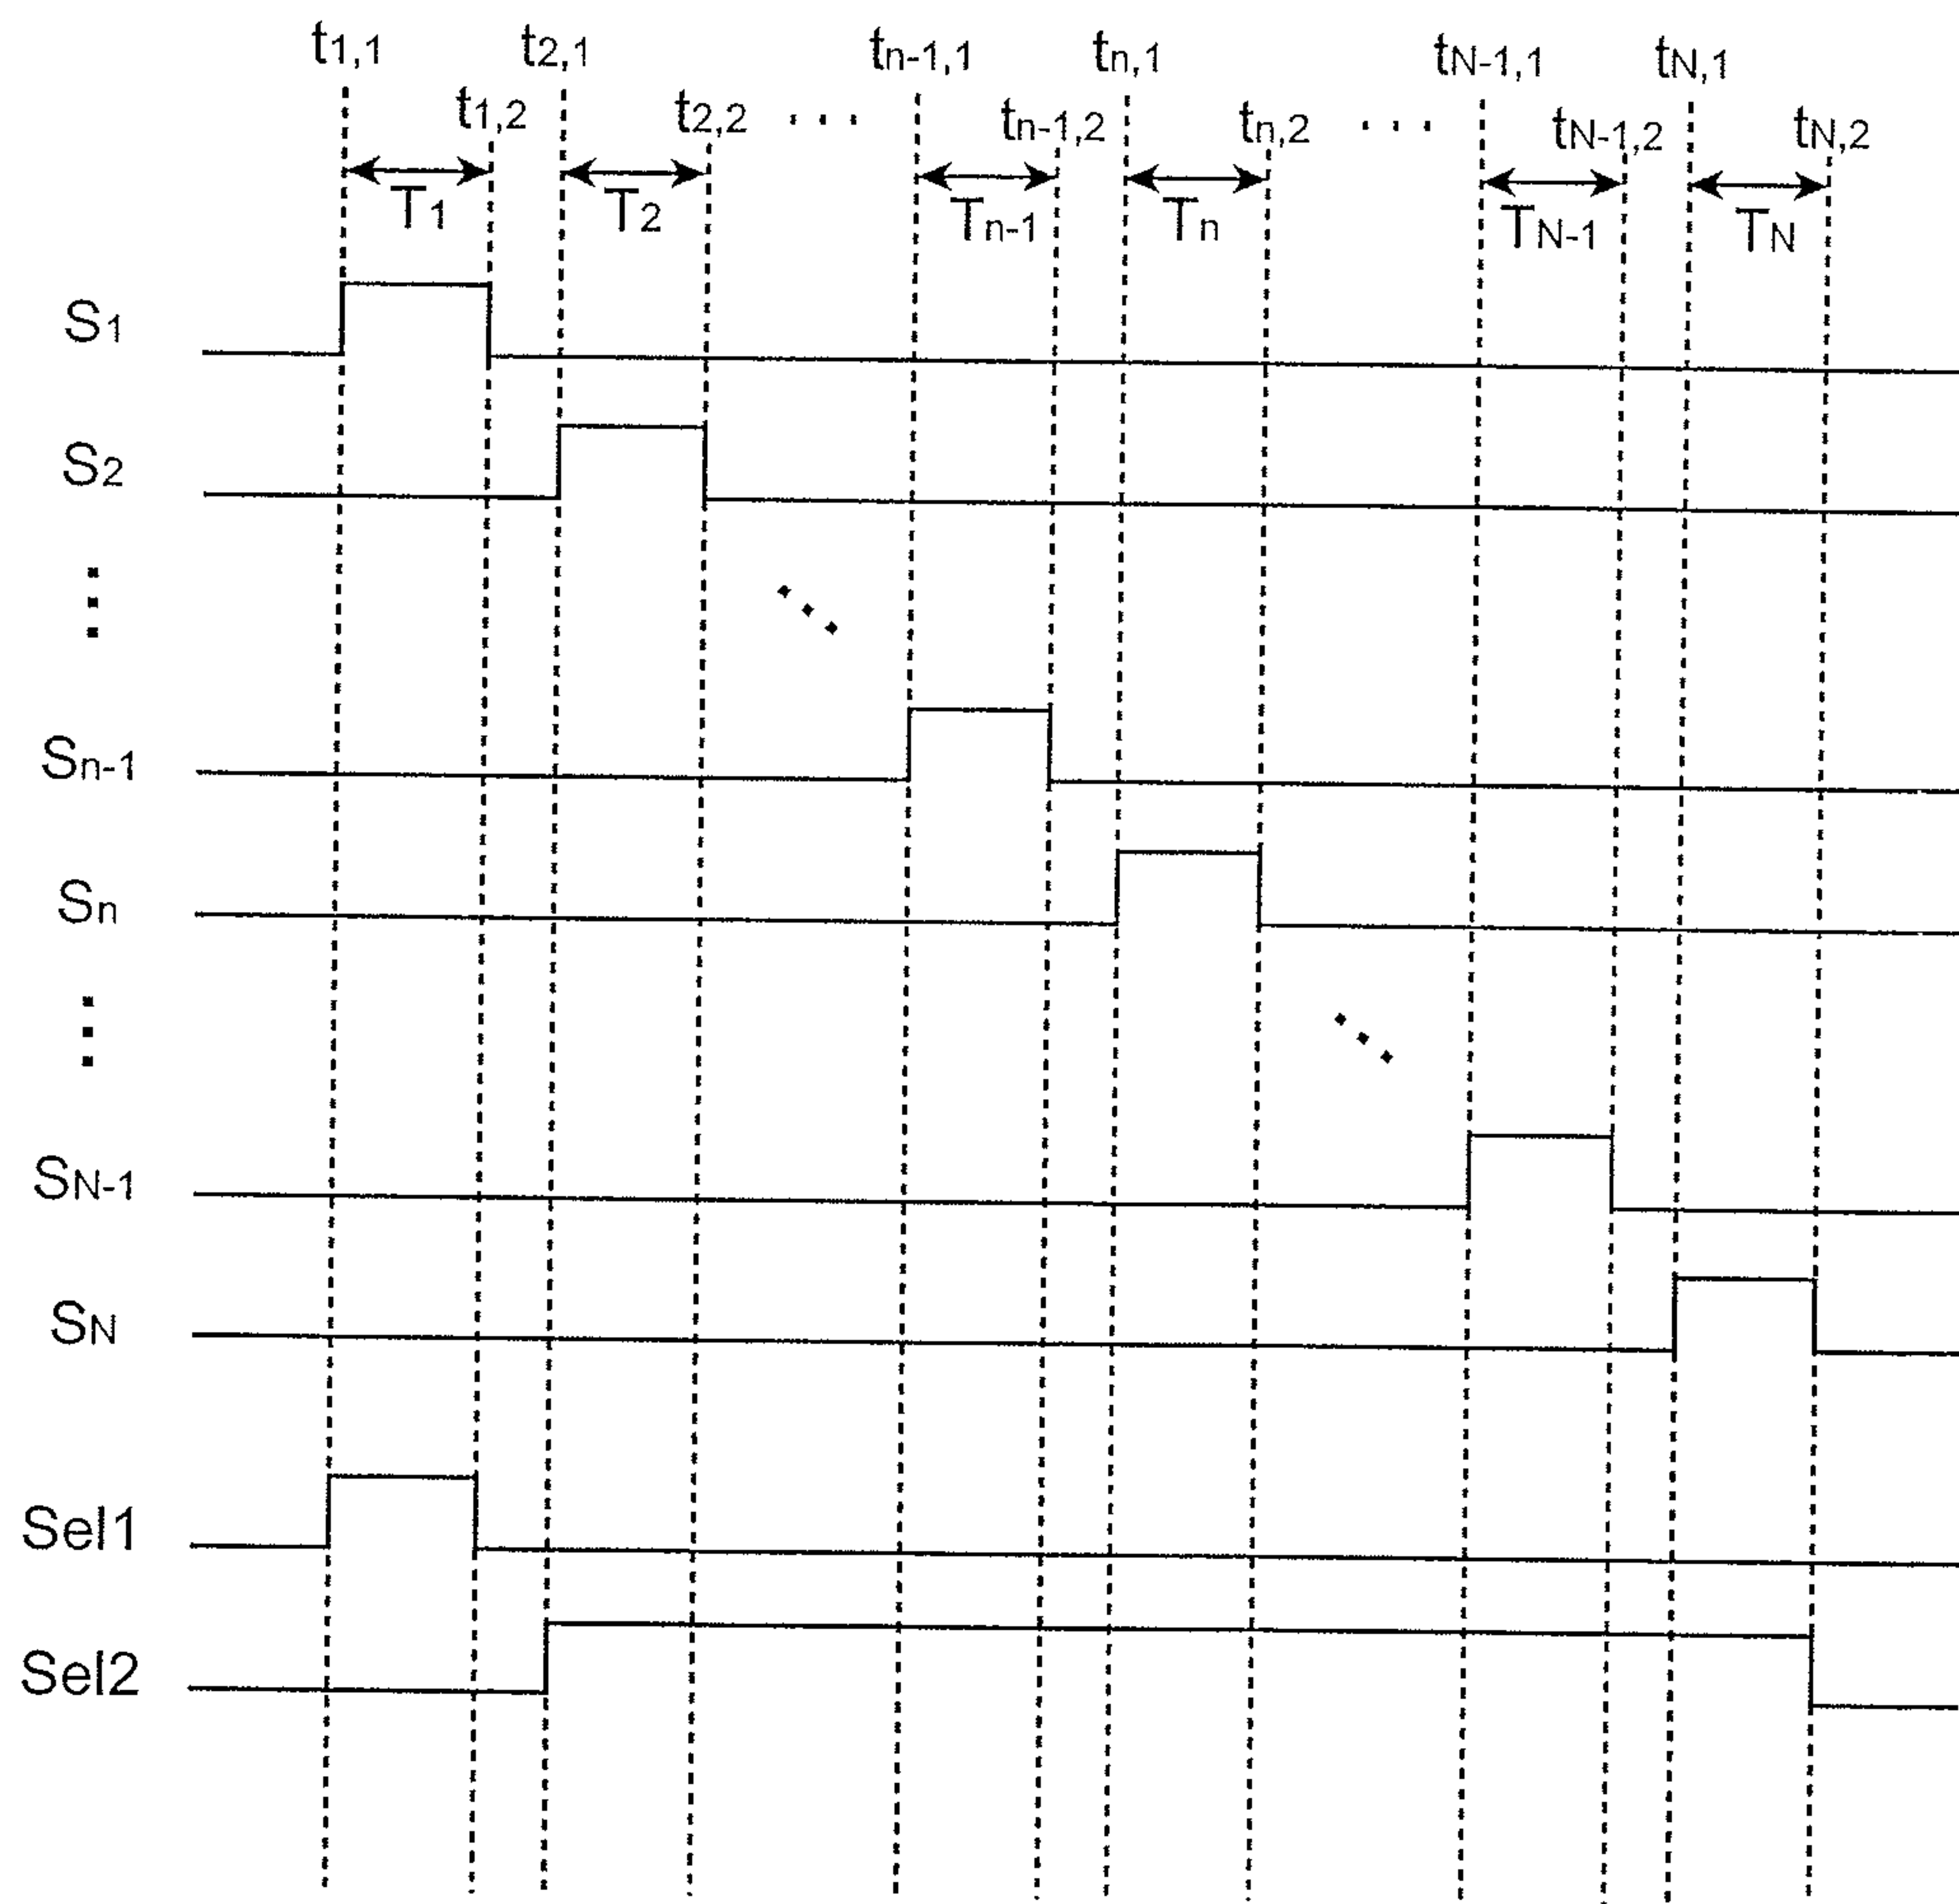 t1,1 t2,1 tn-1,1 tn,1 tN-1,1 tN,1
t1,2 t2,2 ... tn-1,2 tn,2 ... tN-1,2 tN,2
T1 T2 Tn-1 Tn TN-1 TN
S1
S2
Sn-1
Sn
SN-1
SN
Sel1
Sel2